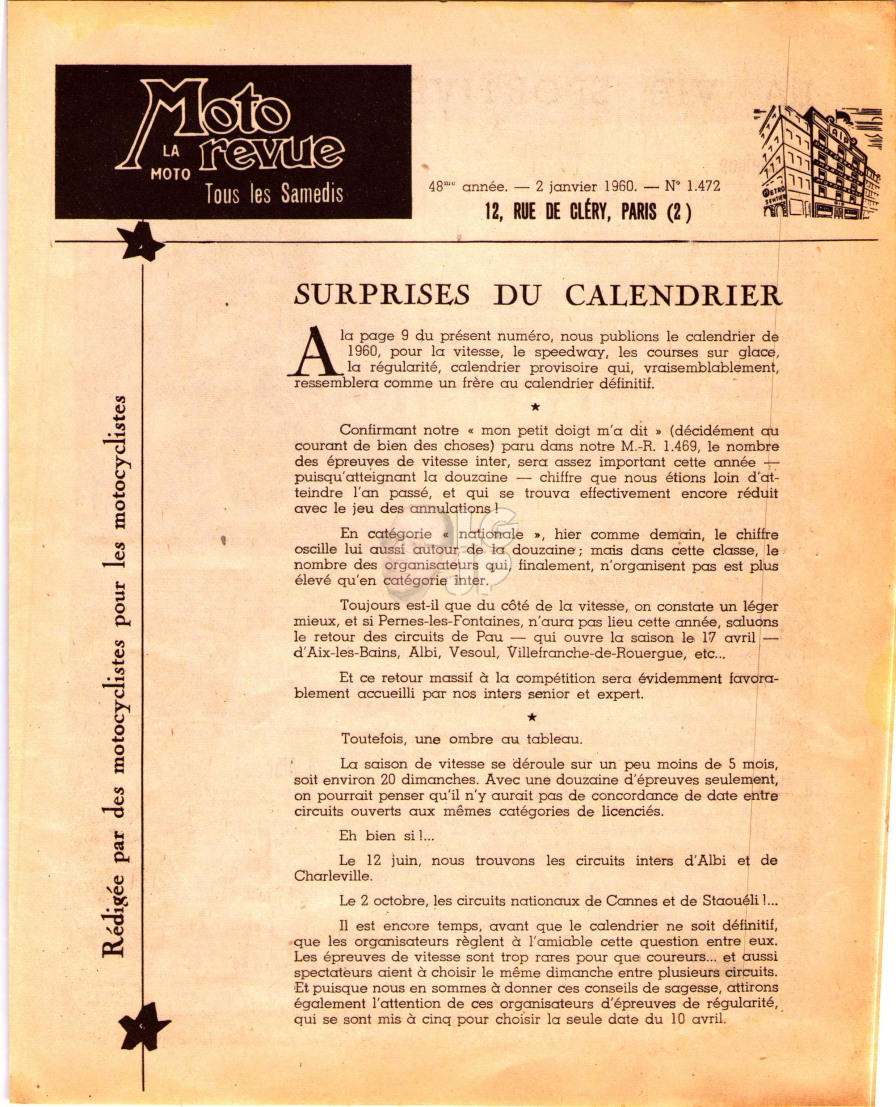 Moto
revue
LA
MOTO
Tous les Samedis
48me année. — 2 janvier 1960. — N° 1.472
12, RUE DE CLÉRY, PARIS (2)
METRO
SENTIER
Rédigée par des motocyclistes pour les motocyclistes
SURPRISES DU CALENDRIER
A la page 9 du présent numéro, nous publions le calendrier de
1960, pour la vitesse, le speedway, les courses sur glace,
la régularité, calendrier provisoire qui, vraisemblablement,
ressemblera comme un frère au calendrier définitif.
★
Confirmant notre « mon petit doigt m'a dit » (décidément au
courant de bien des choses) paru dans notre M.-R. 1.469, le nombre
des épreuves de vitesse inter, sera assez important cette année —
puisqu'atteignant la douzaine — chiffre que nous étions loin d'at-
teindre l'an passé, et qui se trouva effectivement encore réduit
avec le jeu des annulations !
En catégorie « nationale », hier comme demain, le chiffre
oscille lui aussi autour de la douzaine ; mais dans cette classe, le
nombre des organisateurs qui, finalement, n'organisent pas est plus
élevé qu'en catégorie inter.
Toujours est-il que du côté de la vitesse, on constate un léger
mieux, et si Pernes-les-Fontaines, n'aura pas lieu cette année, saluons
le retour des circuits de Pau — qui ouvre la saison le 17 avril —
d'Aix-les-Bains, Albi, Vesoul, Villefranche-de-Rouergue, etc...
Et ce retour massif à la compétition sera évidemment favora-
blement accueilli par nos inters senior et expert.
★
Toutefois, une ombre au tableau.
La saison de vitesse se déroule sur un peu moins de 5 mois,
soit environ 20 dimanches. Avec une douzaine d'épreuves seulement,
on pourrait penser qu'il n'y aurait pas de concordance de date entre
circuits ouverts aux mêmes catégories de licenciés.
Eh bien si !...
Le 12 juin, nous trouvons les circuits inters d'Albi et de
Charleville.
Le 2 octobre, les circuits nationaux de Cannes et de Staouéli !...
Il est encore temps, avant que le calendrier ne soit définitif,
que les organisateurs règlent à l'amiable cette question entre eux.
Les épreuves de vitesse sont trop rares pour que coureurs... et aussi
spectateurs aient à choisir le même dimanche entre plusieurs circuits.
Et puisque nous en sommes à donner ces conseils de sagesse, attirons
également l'attention de ces organisateurs d'épreuves de régularité,
qui se sont mis à cinq pour choisir la seule date du 10 avril.